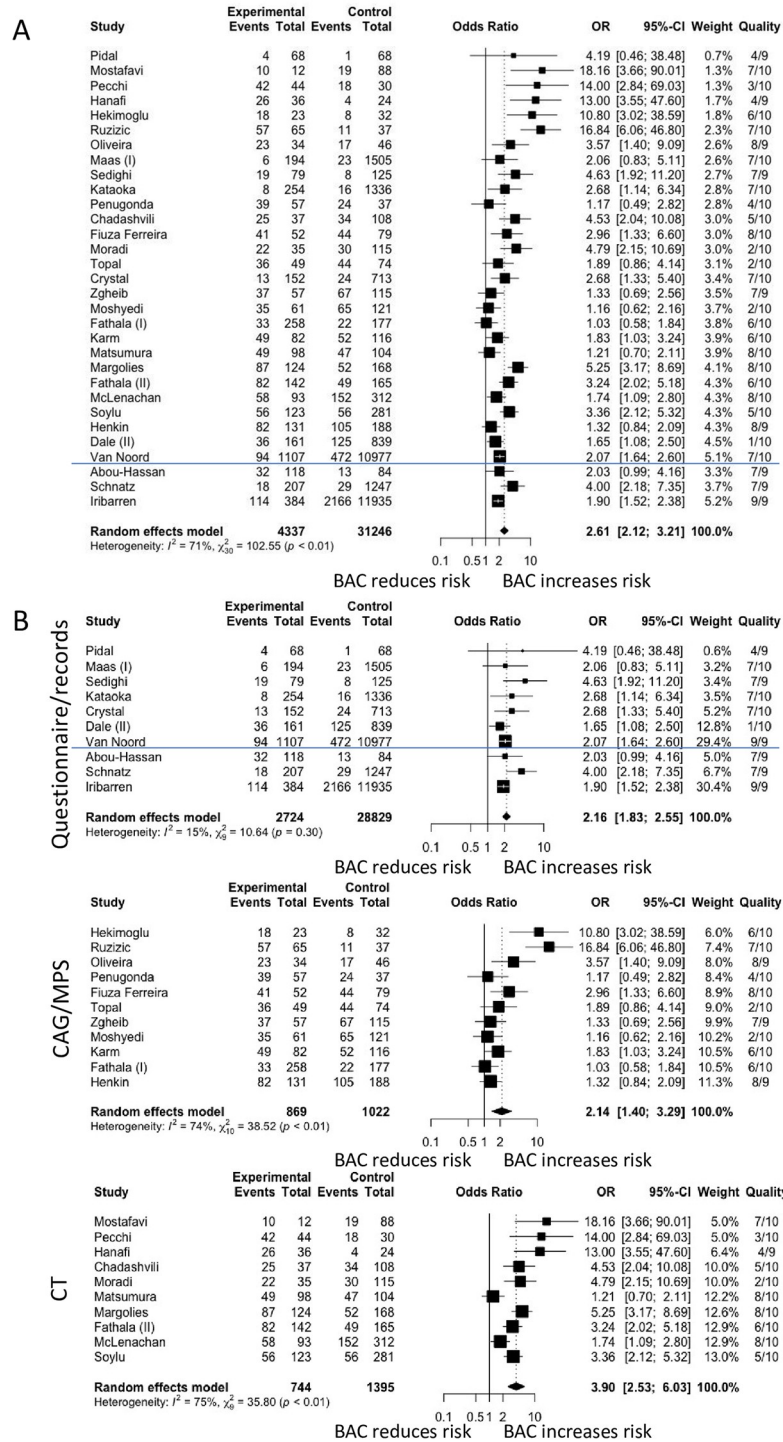 A
Experimental Control
Study Events Total Events Total Odds Ratio OR 95%-CI Weight Quality
Pidal 4 68 1 68 4.19 [0.46; 38.48] 0.7% 4/9
Mostafavi 10 12 19 88 18.16 [3.66; 90.01] 1.3% 7/10
Pecchi 42 44 18 30 14.00 [2.84; 69.03] 1.3% 3/10
Hanafi 26 36 4 24 13.00 [3.55; 47.60] 1.7% 4/9
Hekimoglu 18 23 8 32 10.80 [3.02; 38.59] 1.8% 6/10
Ruzizic 57 65 11 37 16.84 [6.06; 46.80] 2.3% 7/10
Oliveira 23 34 17 46 3.57 [1.40; 9.09] 2.6% 8/9
Maas (I) 6 194 23 1505 2.06 [0.83; 5.11] 2.6% 7/10
Sedighi 19 79 8 125 4.63 [1.92; 11.20] 2.7% 7/9
Kataoka 8 254 16 1336 2.68 [1.14; 6.34] 2.8% 7/10
Penugonda 39 57 24 37 1.17 [0.49; 2.82] 2.8% 4/10
Chadashvili 25 37 34 108 4.53 [2.04; 10.08] 3.0% 5/10
Fiuza Ferreira 41 52 44 79 2.96 [1.33; 6.60] 3.0% 8/10
Moradi 22 35 30 115 4.79 [2.15; 10.69] 3.0% 2/10
Topal 36 49 44 74 1.89 [0.86; 4.14] 3.1% 2/10
Crystal 13 152 24 713 2.68 [1.33; 5.40] 3.4% 7/10
Zgheib 37 57 67 115 1.33 [0.69; 2.56] 3.5% 7/9
Moshyedi 35 61 65 121 1.16 [0.62; 2.16] 3.7% 2/10
Fathala (I) 33 258 22 177 1.03 [0.58; 1.84] 3.8% 6/10
Karm 49 82 52 116 1.83 [1.03; 3.24] 3.9% 6/10
Matsumura 49 98 47 104 1.21 [0.70; 2.11] 3.9% 8/10
Margolies 87 124 52 168 5.25 [3.17; 8.69] 4.1% 8/10
Fathala (II) 82 142 49 165 3.24 [2.02; 5.18] 4.3% 6/10
McLenachan 58 93 152 312 1.74 [1.09; 2.80] 4.2% 8/10
Soylu 56 123 56 281 3.36 [2.12; 5.32] 4.3% 5/10
Henkin 82 131 105 188 1.32 [0.84; 2.09] 4.3% 8/9
Dale (II) 36 161 125 839 1.65 [1.08; 2.50] 4.5% 1/10
Van Noord 94 1107 472 10977 2.07 [1.64; 2.60] 5.1% 7/10
Abou-Hassan 32 118 13 84 2.03 [0.99; 4.16] 3.3% 7/9
Schnatz 18 207 29 1247 4.00 [2.18; 7.35] 3.7% 7/9
Iribarren 114 384 2166 11935 1.90 [1.52; 2.38] 5.2% 9/9
Random effects model 4337 31246 2.61 [2.12; 3.21] 100.0%
Heterogeneity: I² = 71%, χ²₃₀ = 102.55 (p < 0.01)
0.1 0.5 1 2 10
BAC reduces risk BAC increases risk
B
Questionnaire/records
Experimental Control
Study Events Total Events Total Odds Ratio OR 95%-CI Weight Quality
Pidal 4 68 1 68 4.19 [0.46; 38.48] 0.6% 4/9
Maas (I) 6 194 23 1505 2.06 [0.83; 5.11] 3.2% 7/10
Sedighi 19 79 8 125 4.63 [1.92; 11.20] 3.4% 7/9
Kataoka 8 254 16 1336 2.68 [1.14; 6.34] 3.5% 7/10
Crystal 13 152 24 713 2.68 [1.33; 5.40] 5.2% 7/10
Dale (II) 36 161 125 839 1.65 [1.08; 2.50] 12.8% 1/10
Van Noord 94 1107 472 10977 2.07 [1.64; 2.60] 29.4% 9/9
Abou-Hassan 32 118 13 84 2.03 [0.99; 4.16] 5.0% 7/9
Schnatz 18 207 29 1247 4.00 [2.18; 7.35] 6.7% 7/9
Iribarren 114 384 2166 11935 1.90 [1.52; 2.38] 30.4% 9/9
Random effects model 2724 28829 2.16 [1.83; 2.55] 100.0%
Heterogeneity: I² = 15%, χ²₉ = 10.64 (p = 0.30)
0.1 0.5 1 2 10
BAC reduces risk BAC increases risk
CAG/MPS
Experimental Control
Study Events Total Events Total Odds Ratio OR 95%-CI Weight Quality
Hekimoglu 18 23 8 32 10.80 [3.02; 38.59] 6.0% 6/10
Ruzizic 57 65 11 37 16.84 [6.06; 46.80] 7.4% 7/10
Oliveira 23 34 17 46 3.57 [1.40; 9.09] 8.0% 8/9
Penugonda 39 57 24 37 1.17 [0.49; 2.82] 8.4% 4/10
Fiuza Ferreira 41 52 44 79 2.96 [1.33; 6.60] 8.9% 8/10
Topal 36 49 44 74 1.89 [0.86; 4.14] 9.0% 2/10
Zgheib 37 57 67 115 1.33 [0.69; 2.56] 9.9% 7/9
Moshyedi 35 61 65 121 1.16 [0.62; 2.16] 10.2% 2/10
Karm 49 82 52 116 1.83 [1.03; 3.24] 10.5% 6/10
Fathala (I) 33 258 22 177 1.03 [0.58; 1.84] 10.5% 6/10
Henkin 82 131 105 188 1.32 [0.84; 2.09] 11.3% 8/9
Random effects model 869 1022 2.14 [1.40; 3.29] 100.0%
Heterogeneity: I² = 74%, χ²₁₀ = 38.52 (p < 0.01)
0.1 0.5 1 2 10
BAC reduces risk BAC increases risk
CT
Experimental Control
Study Events Total Events Total Odds Ratio OR 95%-CI Weight Quality
Mostafavi 10 12 19 88 18.16 [3.66; 90.01] 5.0% 7/10
Pecchi 42 44 18 30 14.00 [2.84; 69.03] 5.0% 3/10
Hanafi 26 36 4 24 13.00 [3.55; 47.60] 6.4% 4/9
Chadashvili 25 37 34 108 4.53 [2.04; 10.08] 10.0% 5/10
Moradi 22 35 30 115 4.79 [2.15; 10.69] 10.0% 2/10
Matsumura 49 98 47 104 1.21 [0.70; 2.11] 12.2% 8/10
Margolies 87 124 52 168 5.25 [3.17; 8.69] 12.6% 8/10
Fathala (II) 82 142 49 165 3.24 [2.02; 5.18] 12.9% 6/10
McLenachan 58 93 152 312 1.74 [1.09; 2.80] 12.9% 8/10
Soylu 56 123 56 281 3.36 [2.12; 5.32] 13.0% 5/10
Random effects model 744 1395 3.90 [2.53; 6.03] 100.0%
Heterogeneity: I² = 75%, χ²₉ = 35.80 (p < 0.01)
0.1 0.5 1 2 10
BAC reduces risk BAC increases risk